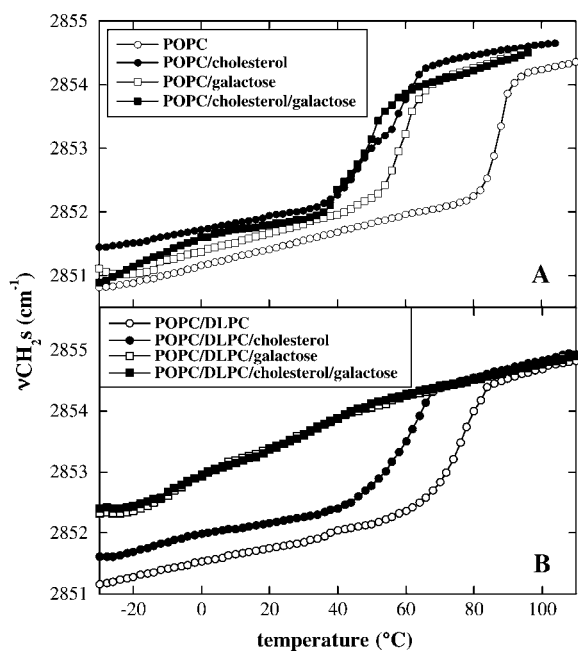 2855
2854
2853
2852
2851
POPC
POPC/cholesterol
POPC/galactose
POPC/cholesterol/galactose
A
νCH₂s (cm⁻¹)
2855
2854
2853
2852
2851
POPC/DLPC
POPC/DLPC/cholesterol
POPC/DLPC/galactose
POPC/DLPC/cholesterol/galactose
B
-20 0 20 40 60 80 100
temperature (°C)